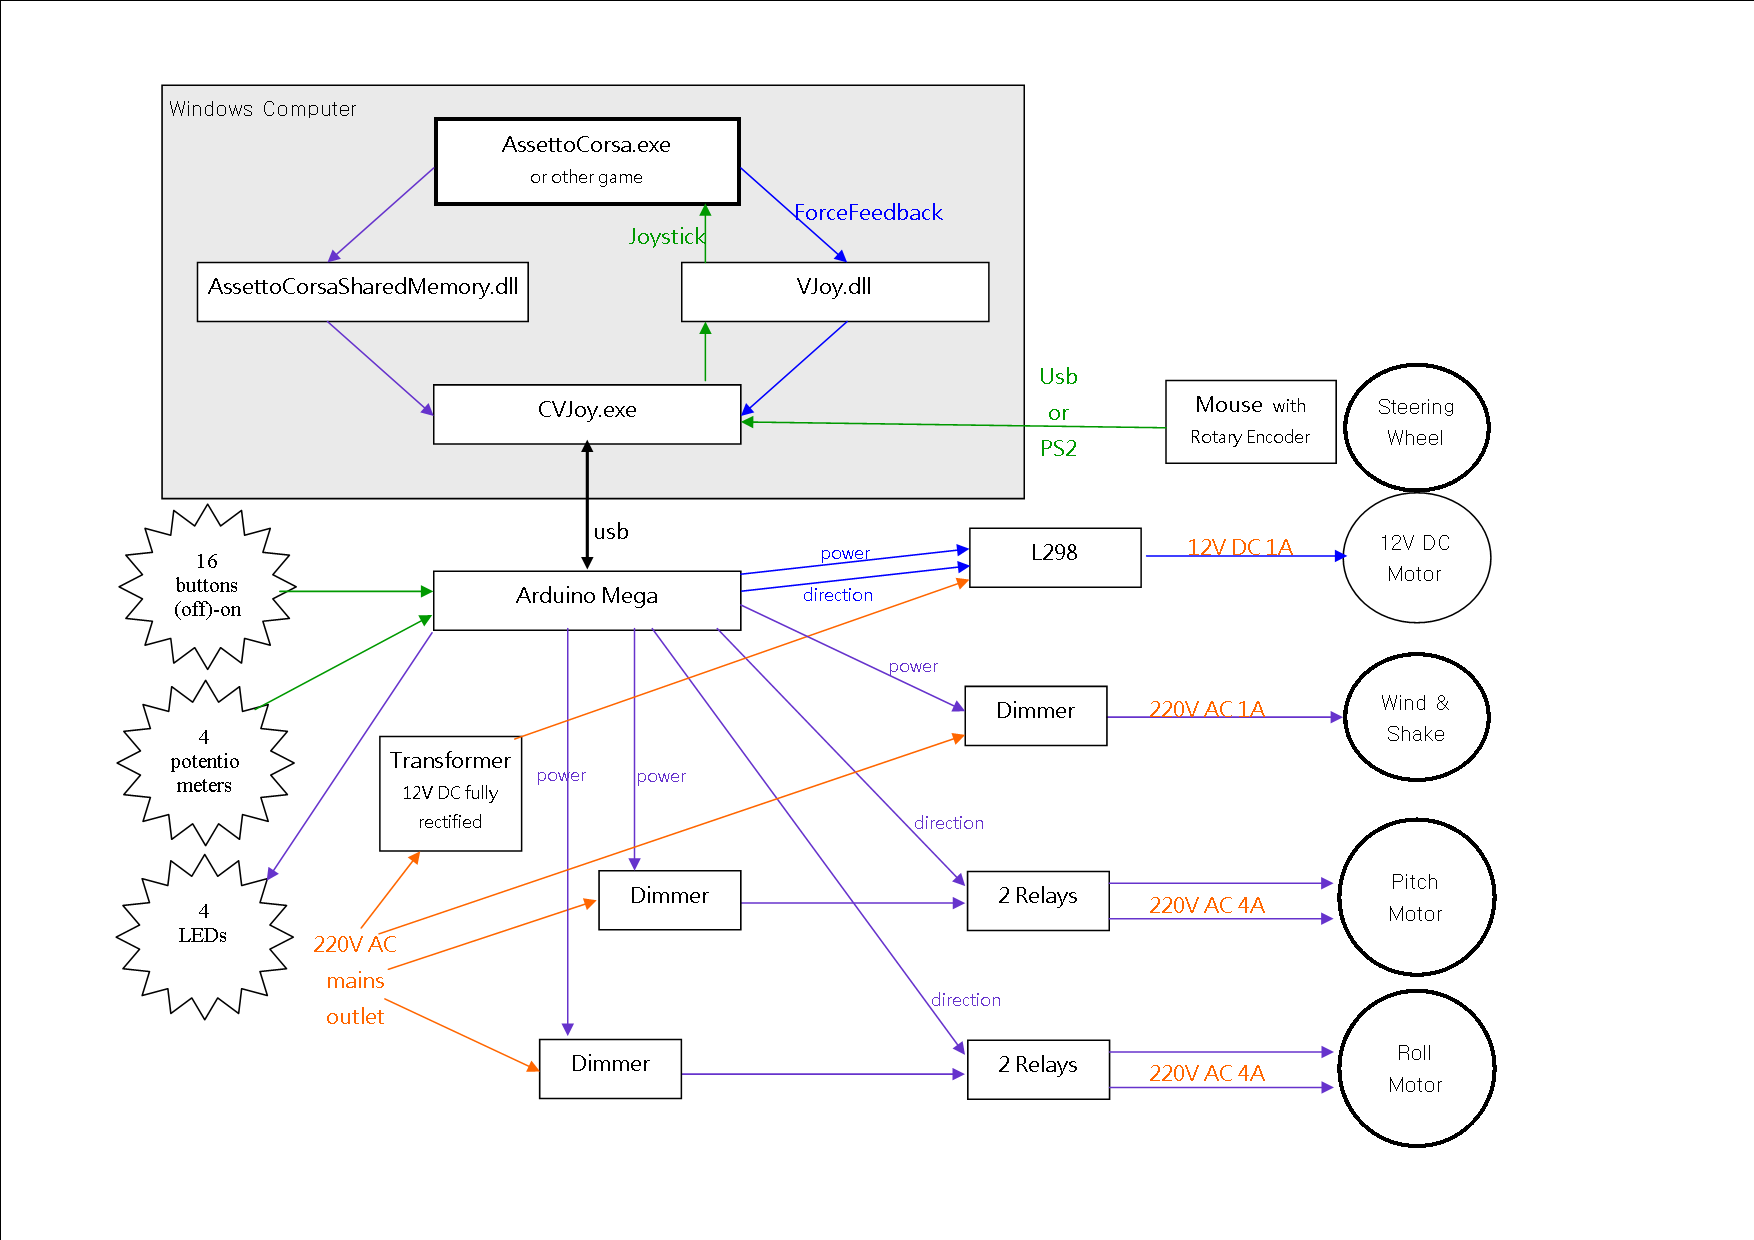 Windows Computer
AssettoCorsa.exe
or other game
ForceFeedback
Joystick
AssettoCorsaSharedMemory.dll
VJoy.dll
CVJoy.exe
Usb
or
PS2
Mouse with
Rotary Encoder
Steering
Wheel
usb
16
buttons
(off)-on
Arduino Mega
power
direction
L298
12V DC 1A
12V DC
Motor
power
Dimmer
220V AC 1A
Wind &
Shake
4
potentio
meters
Transformer
12V DC fully
rectified
power
power
direction
4
LEDs
220V AC
mains
outlet
Dimmer
2 Relays
220V AC 4A
Pitch
Motor
direction
Dimmer
2 Relays
220V AC 4A
Roll
Motor